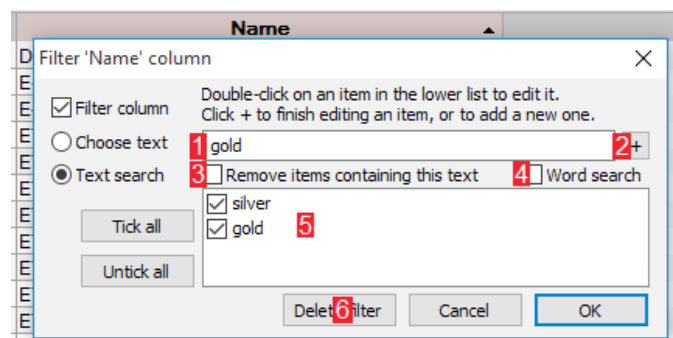 Name
D
Filter 'Name' column
Filter column
Double-click on an item in the lower list to edit it.
Click + to finish editing an item, or to add a new one.
Choose text
1 gold 2 +
Text search
3 Remove items containing this text 4 Word search
silver
gold 5
Tick all
Untick all
6 filter
Cancel
OK